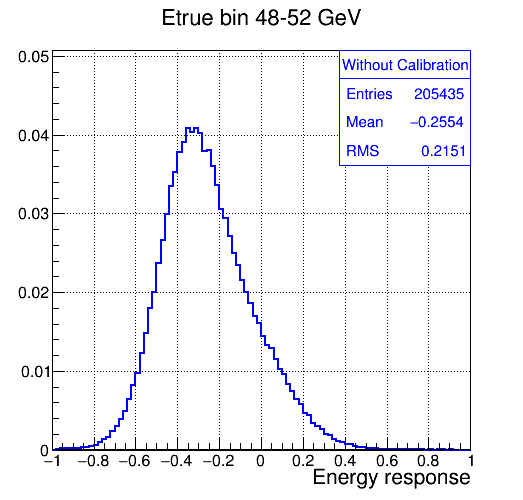 Etrue bin 48-52 GeV
Without Calibration
Entries 205435
Mean −0.2554
RMS 0.2151
0.05
0.04
0.03
0.02
0.01
0
−1 −0.8 −0.6 −0.4 −0.2 0 0.2 0.4 0.6 0.8 1
Energy response